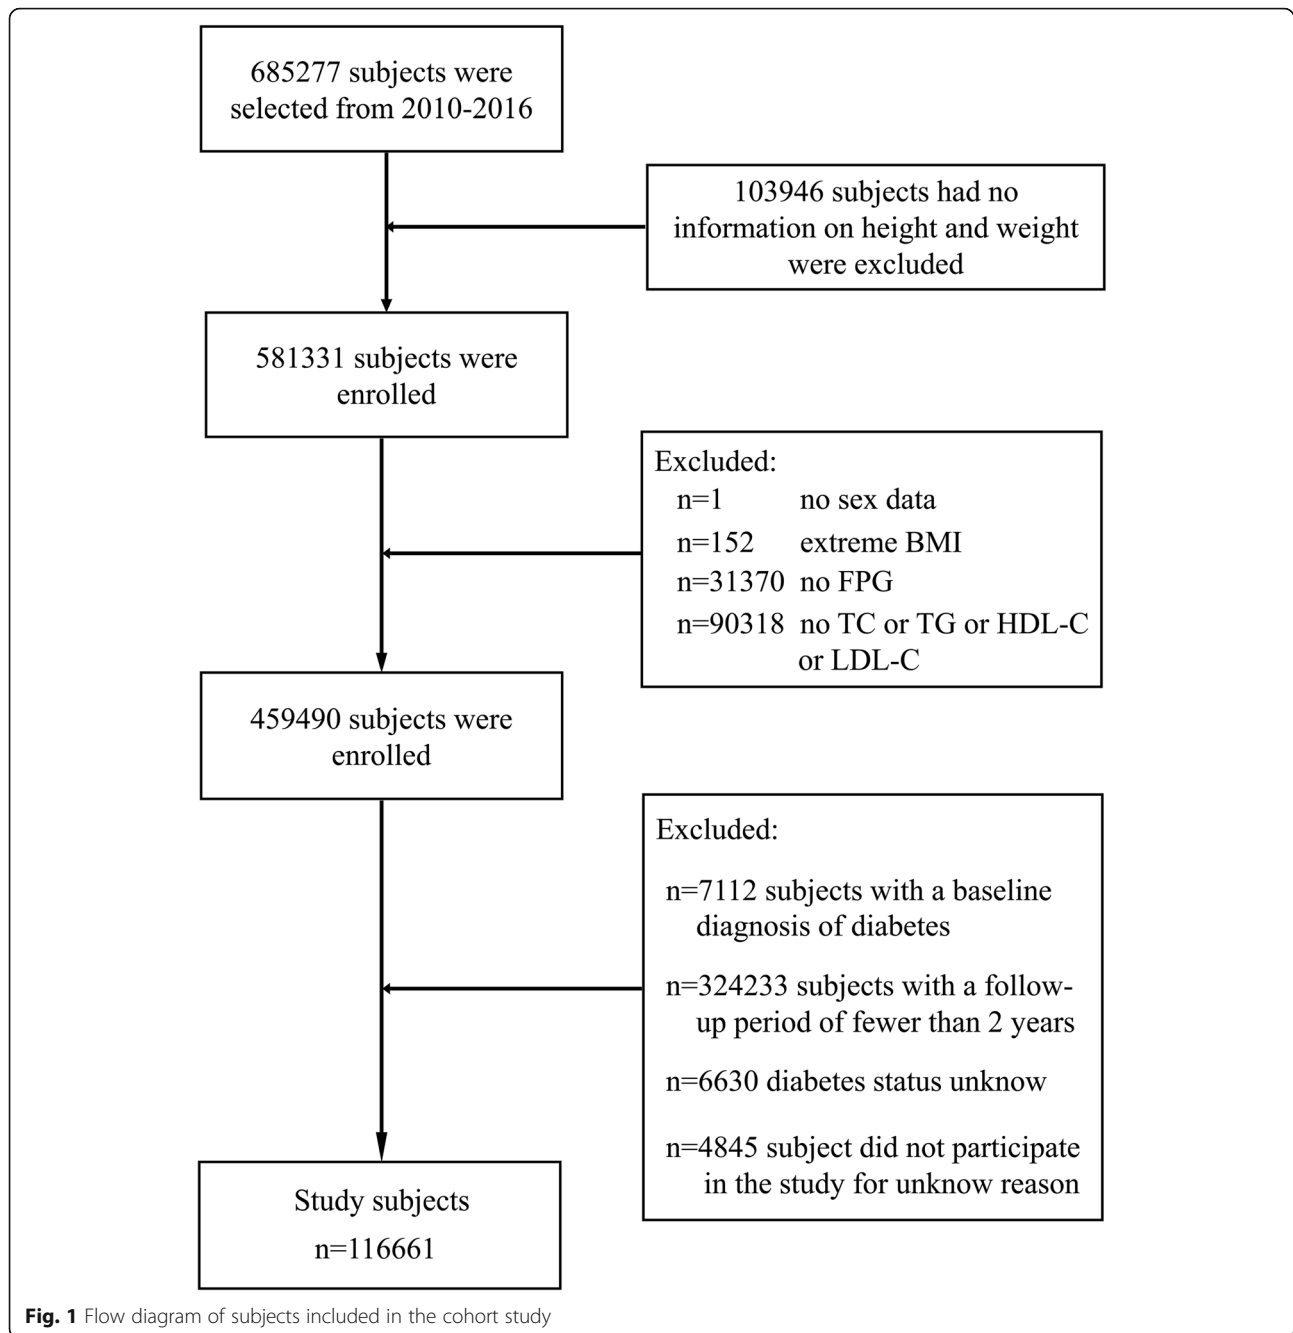 685277 subjects were
selected from 2010-2016
103946 subjects had no
information on height and weight
were excluded
581331 subjects were
enrolled
Excluded:
n=1 no sex data
n=152 extreme BMI
n=31370 no FPG
n=90318 no TC or TG or HDL-C
or LDL-C
459490 subjects were
enrolled
Excluded:
n=7112 subjects with a baseline
diagnosis of diabetes
n=324233 subjects with a follow-
up period of fewer than 2 years
n=6630 diabetes status unknow
n=4845 subject did not participate
in the study for unknow reason
Study subjects
n=116661
Fig. 1 Flow diagram of subjects included in the cohort study